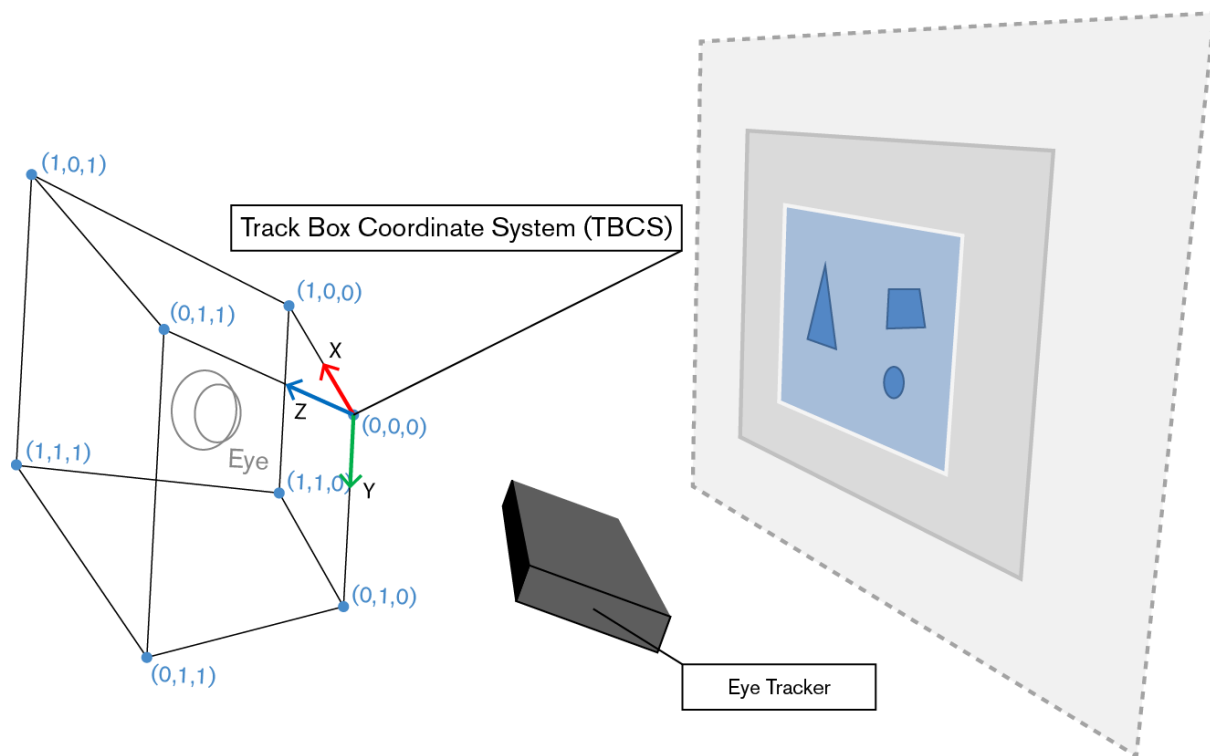 (1,0,1)
Track Box Coordinate System (TBCS)
(1,0,0)
(0,1,1)
X
Z
(0,0,0)
(1,1,1)
Eye
(1,1,0)
Y
(0,1,0)
(0,1,1)
Eye Tracker